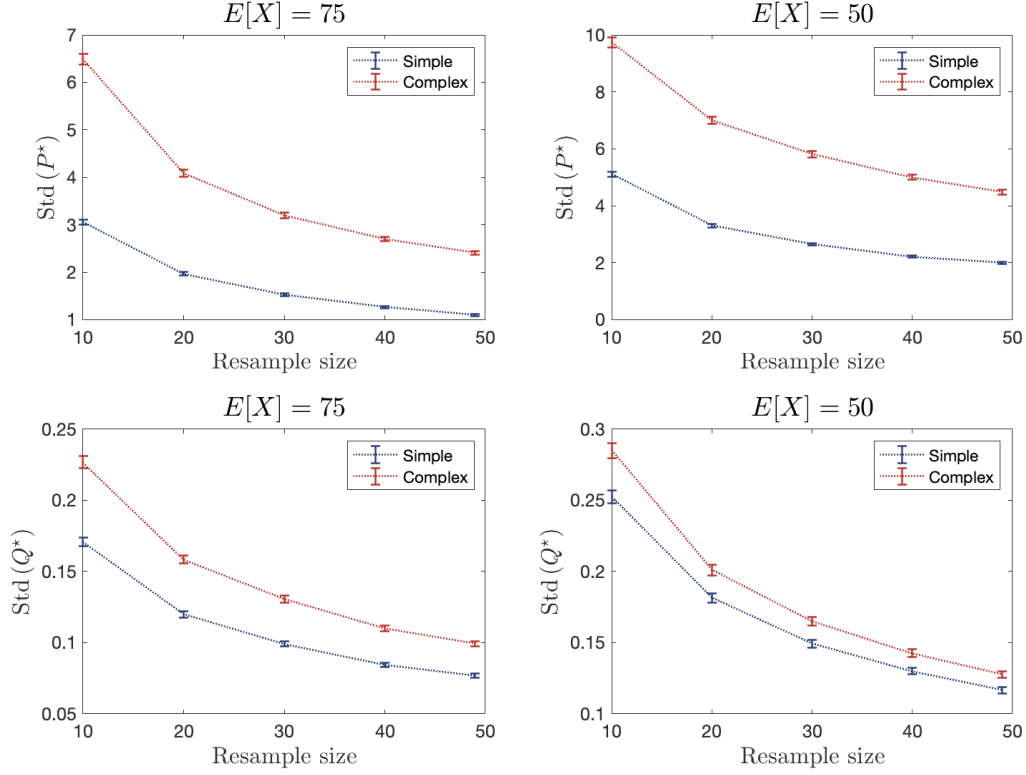 E[X] = 75
7
6
5
4
3
2
1
Std (P⋆)
10 20 30 40 50
Resample size
Simple
Complex
E[X] = 50
10
8
6
4
2
0
Std (P⋆)
10 20 30 40 50
Resample size
Simple
Complex
E[X] = 75
0.25
0.2
0.15
0.1
0.05
Std (Q⋆)
10 20 30 40 50
Resample size
Simple
Complex
E[X] = 50
0.3
0.25
0.2
0.15
0.1
Std (Q⋆)
10 20 30 40 50
Resample size
Simple
Complex